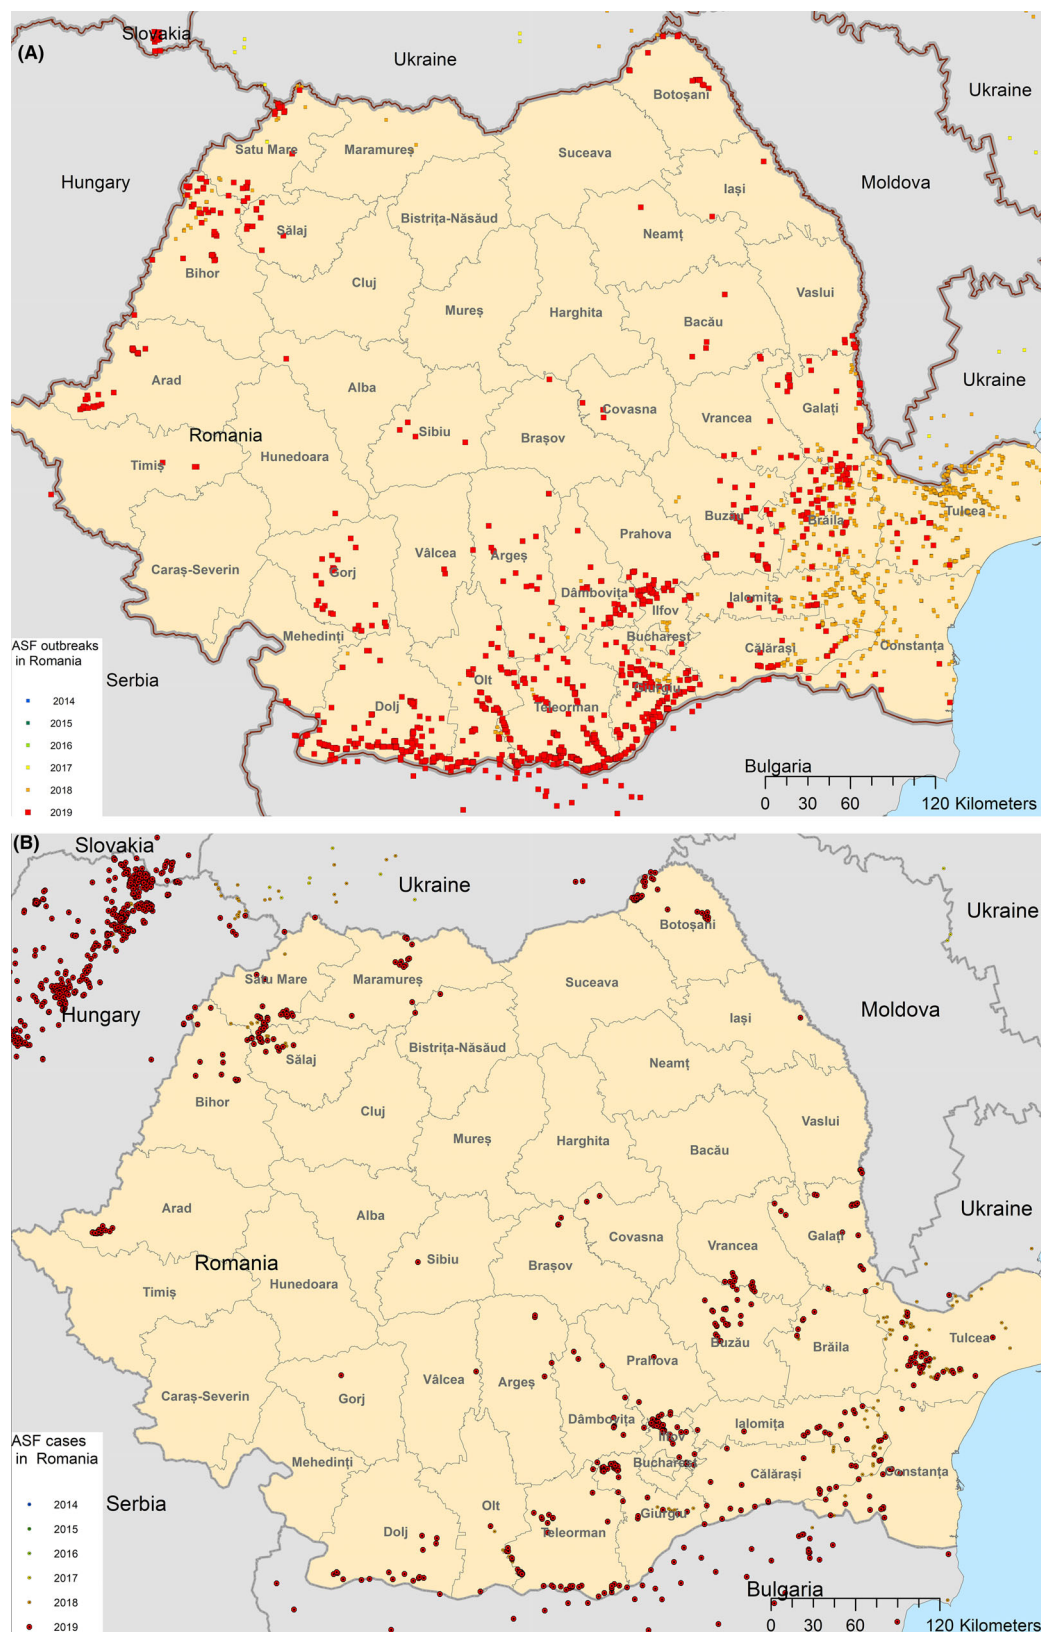 (A)
Slovakia
Ukraine
Ukraine
Botoșani
Satu Mare
Maramureș
Suceava
Hungary
Moldova
Iași
Bistrița-Năsăud
Sălaj
Neamț
Bihor
Cluj
Vaslui
Mureș
Harghita
Bacău
Arad
Alba
Ukraine
Covasna
Galați
Vrancea
Romania
Sibiu
Brașov
Timiș
Hunedoara
Buzău
Brăila
Tulcea
Prahova
Vâlcea
Argeș
Caraș-Severin
Gorj
Dâmbovița
Ialomița
Ilfov
Mehedinți
Bucharest
Călărași
Constanța
ASF outbreaks
in Romania
Serbia
Olt
Giurgiu
Dolj
Teleorman
2014
2015
2016
2017
2018
2019
Bulgaria
0 30 60 120 Kilometers
(B)
Slovakia
Ukraine
Ukraine
Botoșani
Satu Mare
Maramureș
Suceava
Hungary
Moldova
Iași
Bistrița-Năsăud
Sălaj
Neamț
Bihor
Cluj
Vaslui
Mureș
Harghita
Bacău
Arad
Alba
Ukraine
Covasna
Galați
Vrancea
Romania
Sibiu
Brașov
Timiș
Hunedoara
Buzău
Brăila
Tulcea
Prahova
Vâlcea
Argeș
Caraș-Severin
Gorj
Dâmbovița
Ialomița
Ilfov
Mehedinți
Bucharest
Călărași
Constanța
ASF cases
in Romania
Serbia
Olt
Giurgiu
Dolj
Teleorman
2014
2015
2016
2017
2018
2019
Bulgaria
0 30 60 120 Kilometers